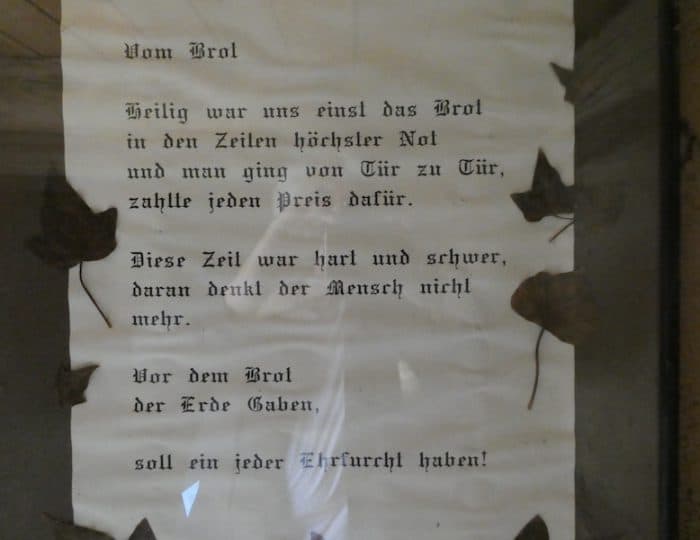 Vom Brot
Heilig war uns einst das Brot
in den Zeiten höchster Not
und man ging von Tür zu Tür,
zahlte jeden Preis dafür.
Diese Zeit war hart und schwer,
daran denkt der Mensch nicht
mehr.
Vor dem Brot
der Erde Gaben,
soll ein jeder Ehrfurcht haben!